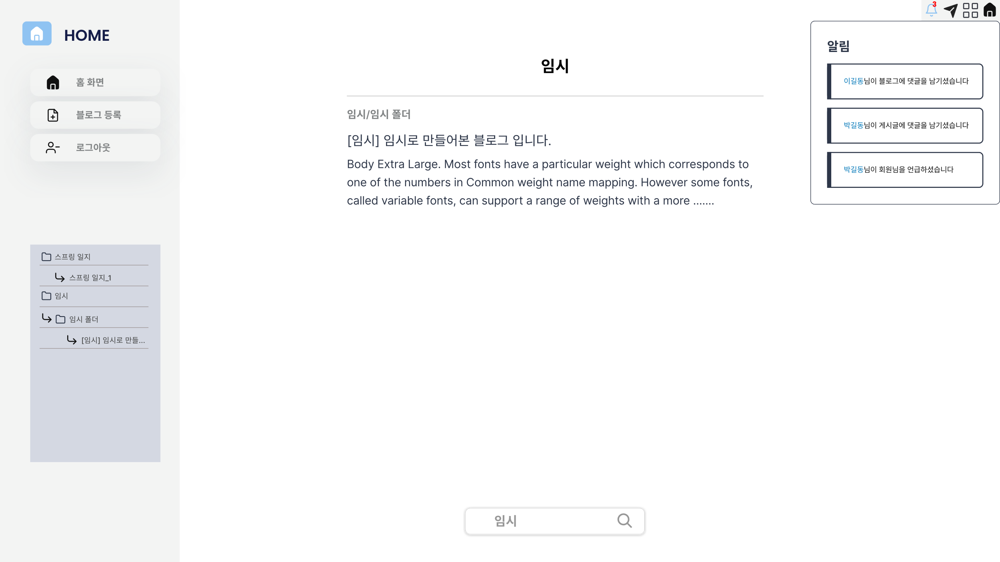 HOME
홈 화면
블로그 등록
로그아웃
스프링 일지
스프링 일지_1
임시
임시 폴더
[임시] 임시로 만들...
임시
임시/임시 폴더
[임시] 임시로 만들어본 블로그 입니다.
Body Extra Large. Most fonts have a particular weight which corresponds to
one of the numbers in Common weight name mapping. However some fonts,
called variable fonts, can support a range of weights with a more .......
임시
3
알림
이길동님이 블로그에 댓글을 남기셨습니다
박길동님이 게시글에 댓글을 남기셨습니다
박길동님이 회원님을 언급하셨습니다